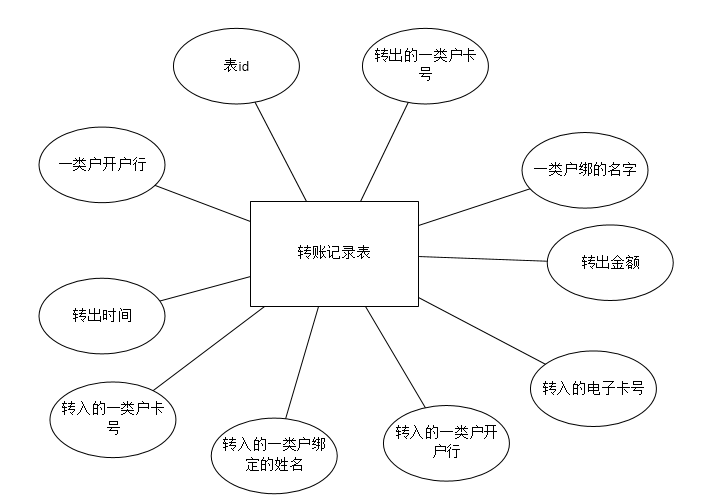 表id
转出的一类户卡
号
一类户开户行
一类户绑的名字
转账记录表
转出金额
转出时间
转入的电子卡号
转入的一类户卡
号
转入的一类户绑
定的姓名
转入的一类户开
户行